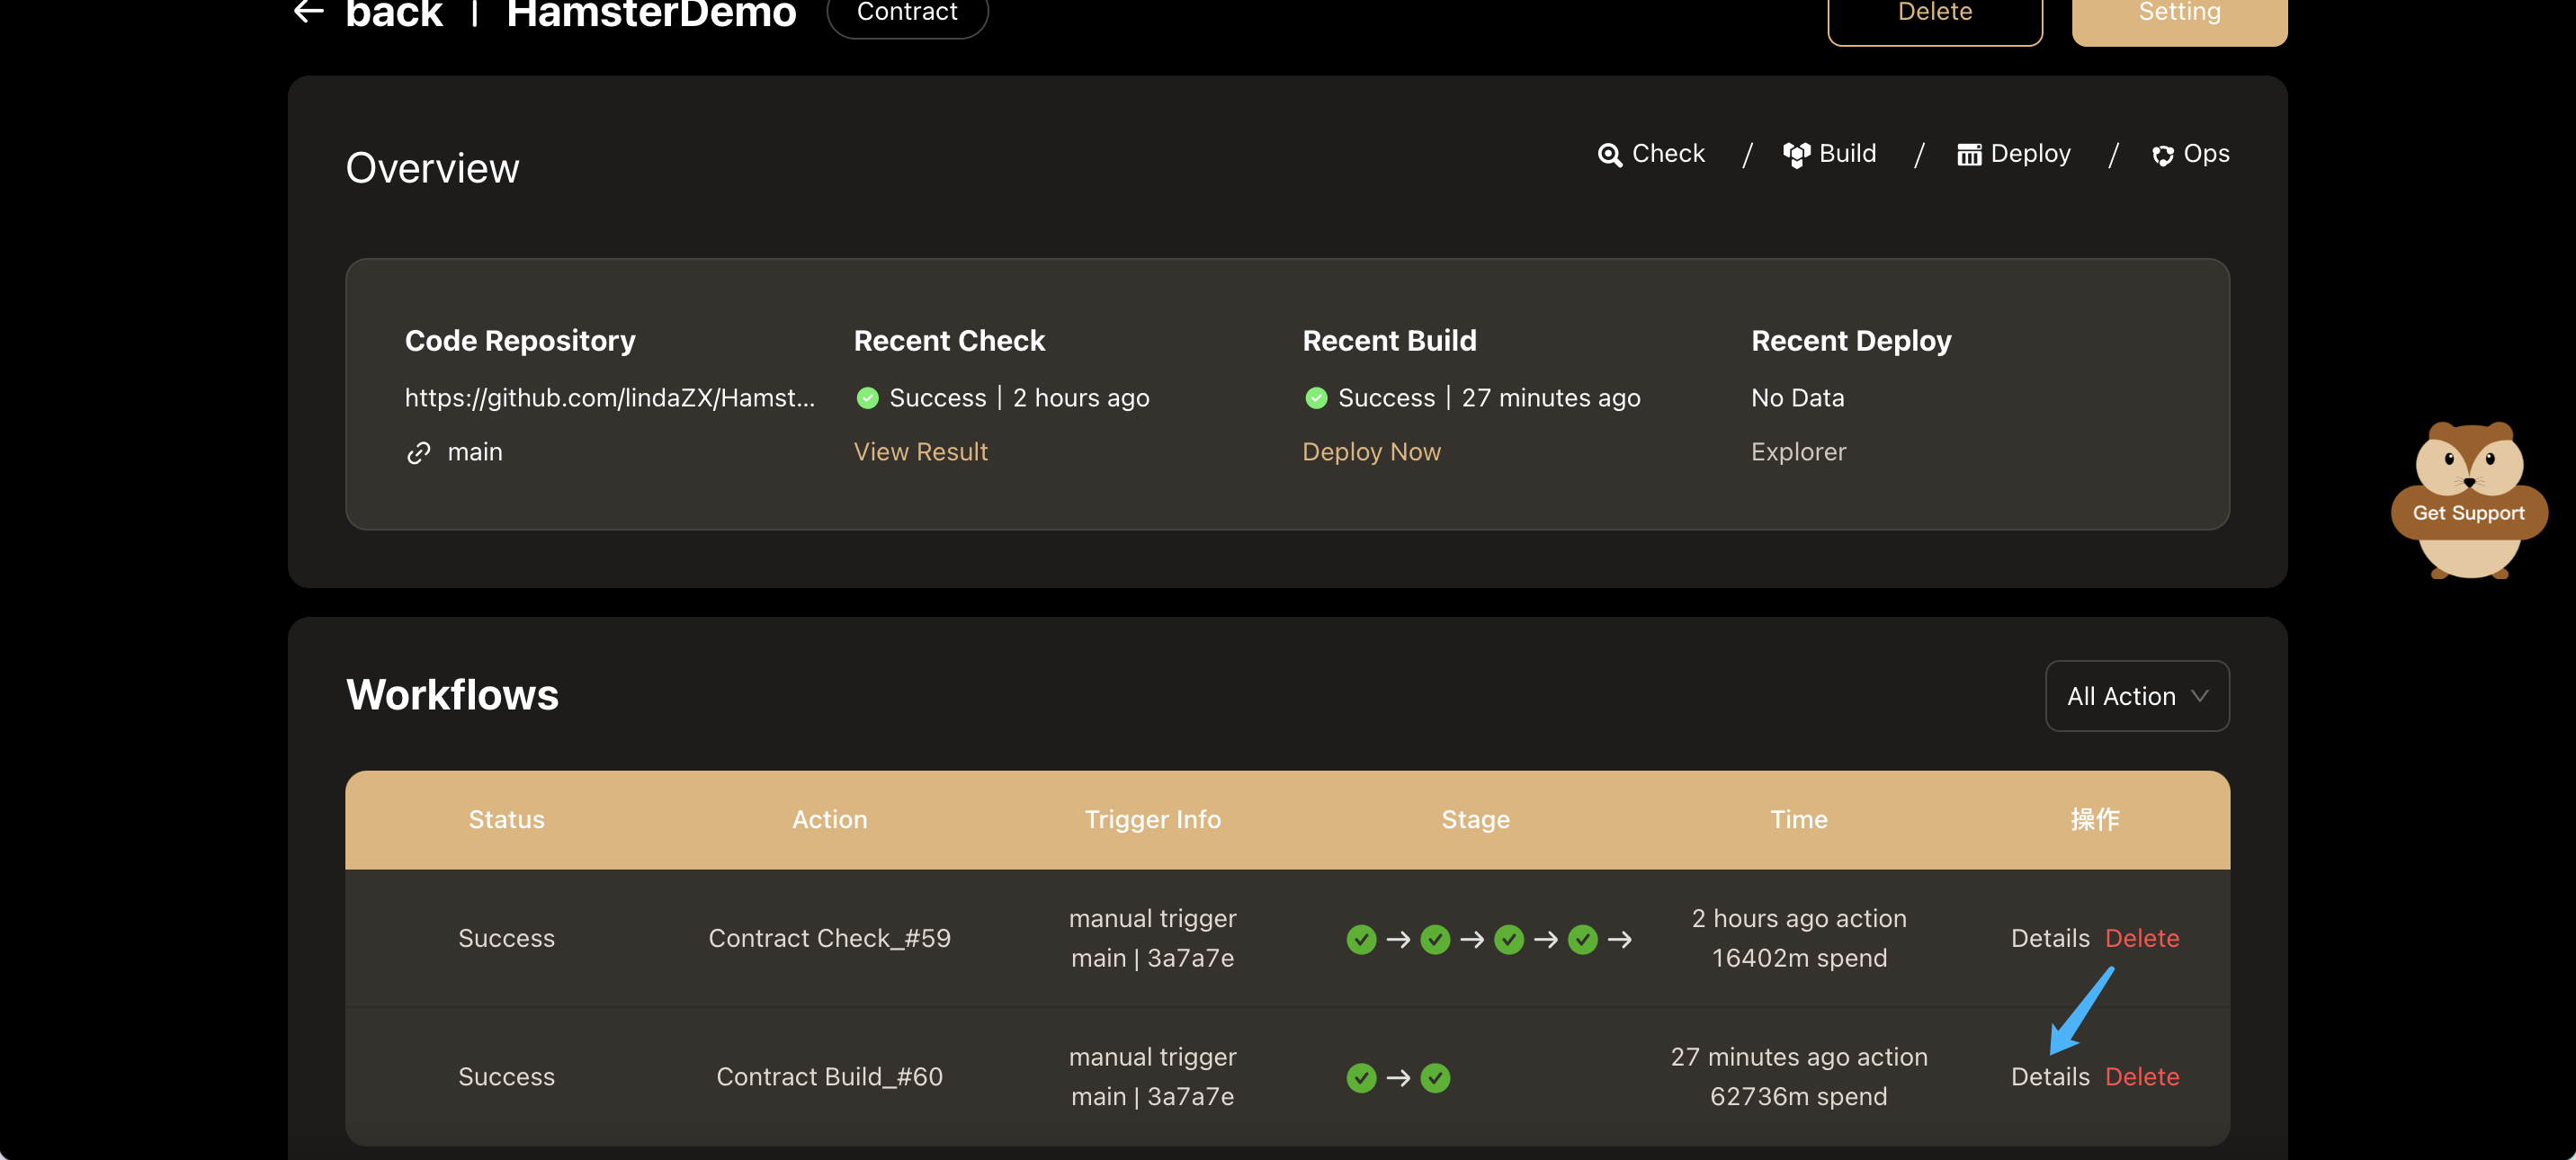 back | HamsterDemo Contract Delete Setting
Overview Check / Build / Deploy / Ops
Code Repository Recent Check Recent Build Recent Deploy
https://github.com/lindaZX/Hamst... Success | 2 hours ago Success | 27 minutes ago No Data
main View Result Deploy Now Explorer
Get Support
Workflows All Action
Status Action Trigger Info Stage Time 操作
Success Contract Check_#59 manual trigger 2 hours ago action Details Delete
main | 3a7a7e 16402m spend
Success Contract Build_#60 manual trigger 27 minutes ago action Details Delete
main | 3a7a7e 62736m spend